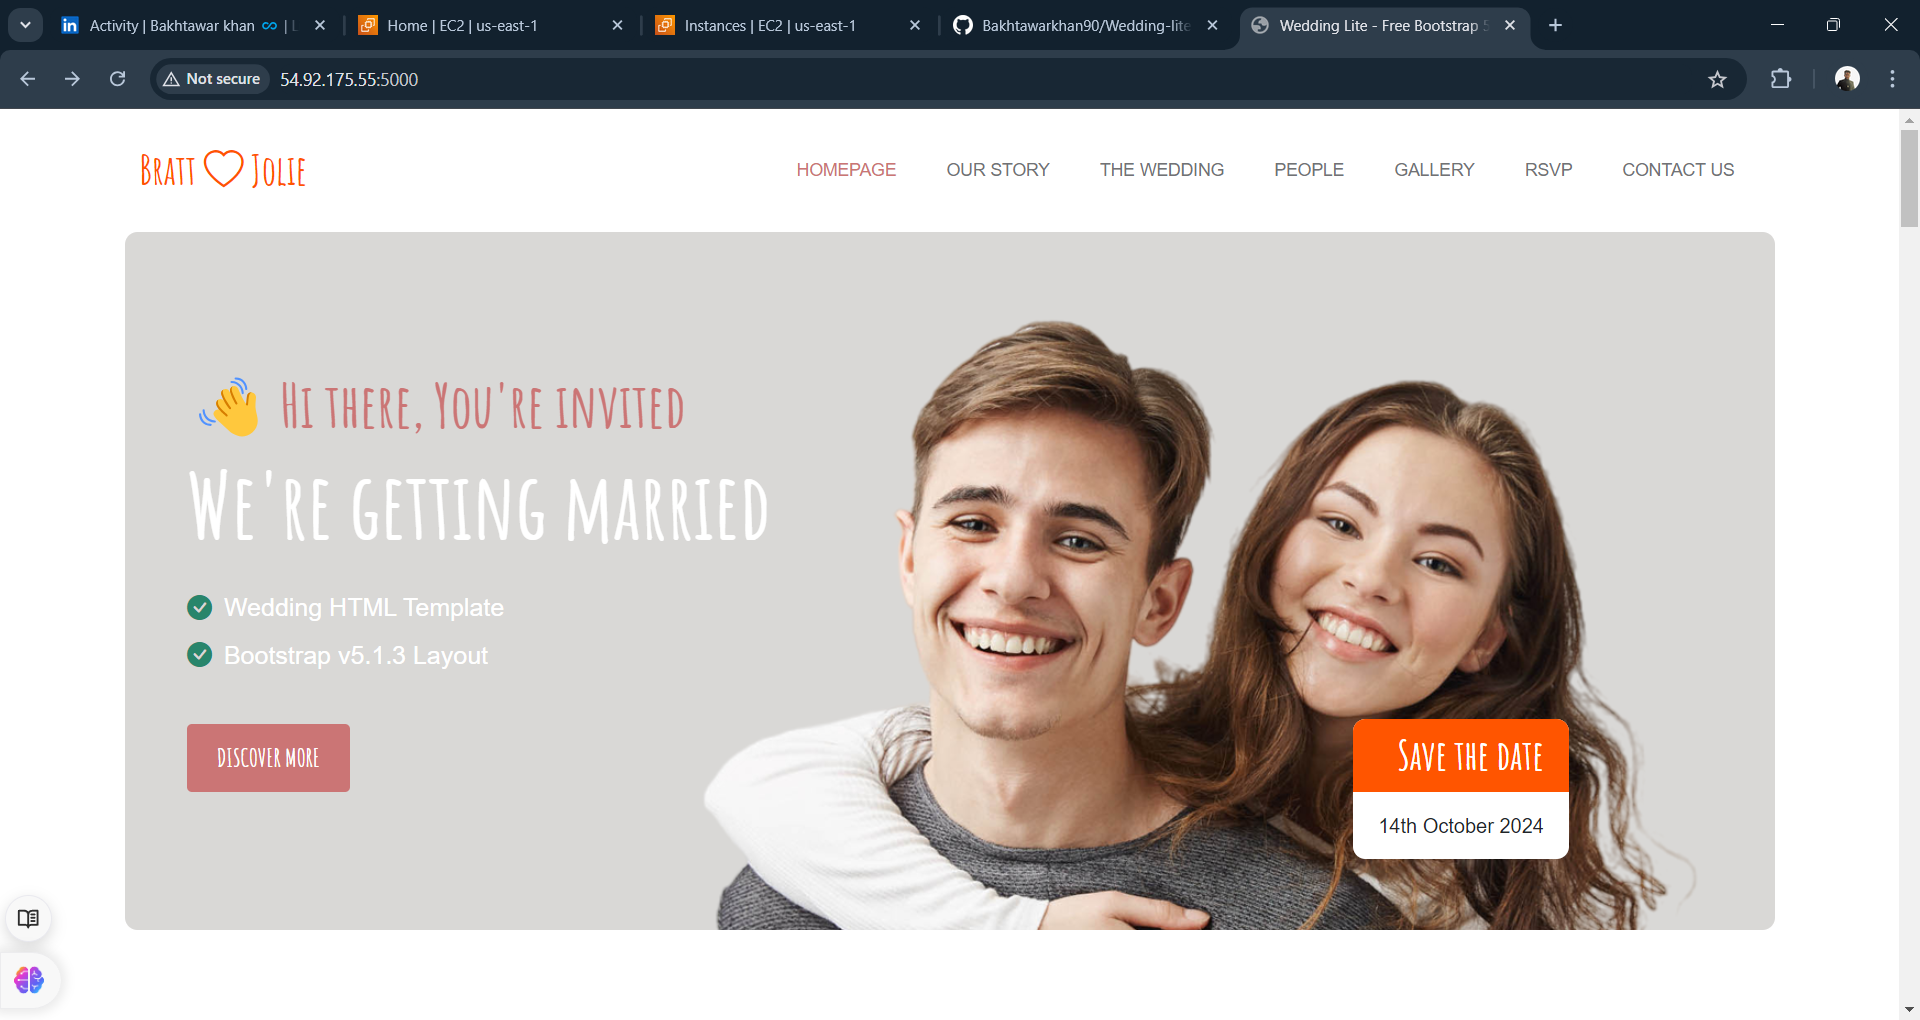 Activity | Bakhtawar khan ∞ | L
Home | EC2 | us-east-1
Instances | EC2 | us-east-1
Bakhtawarkhan90/Wedding-lite
Wedding Lite - Free Bootstrap 5
Not secure
54.92.175.55:5000
Bratt Jolie
HOMEPAGE
OUR STORY
THE WEDDING
PEOPLE
GALLERY
RSVP
CONTACT US
Hi there, You're invited
We're getting married
Wedding HTML Template
Bootstrap v5.1.3 Layout
DISCOVER MORE
Save the date
14th October 2024